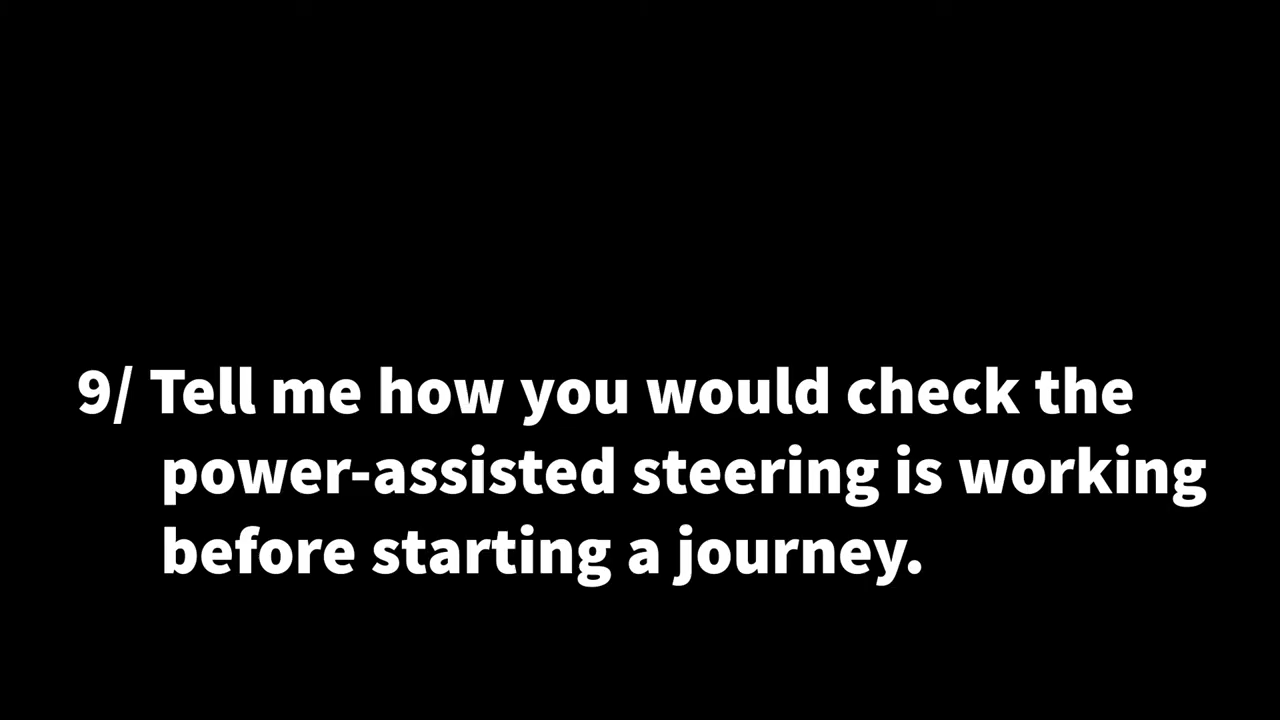 9/ Tell me how you would check the
power-assisted steering is working
before starting a journey.